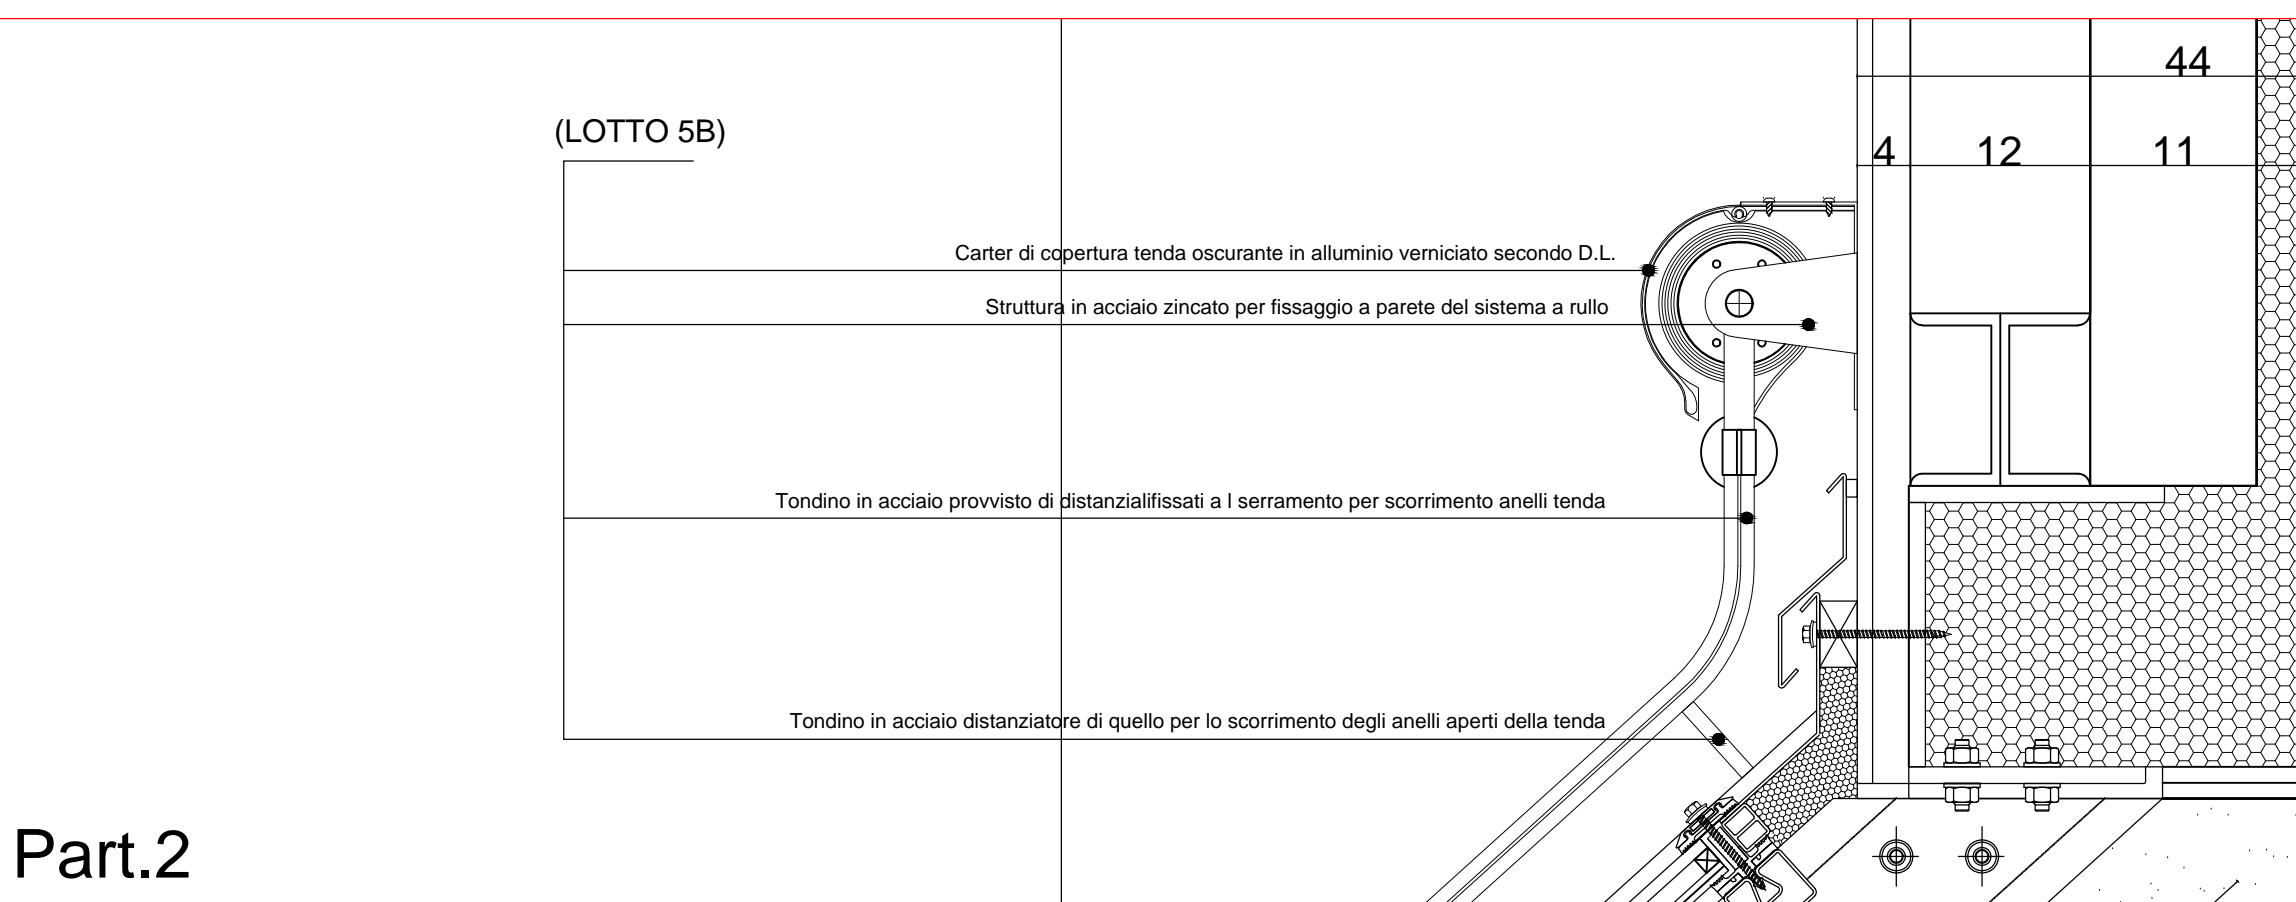 44
(LOTTO 5B)
4 12 11
Carter di copertura tenda oscurante in alluminio verniciato secondo D.L.
Struttura in acciaio zincato per fissaggio a parete del sistema a rullo
Tondino in acciaio provvisto di distanzialifissati a l serramento per scorrimento anelli tenda
Tondino in acciaio distanziatore di quello per lo scorrimento degli anelli aperti della tenda
Part.2